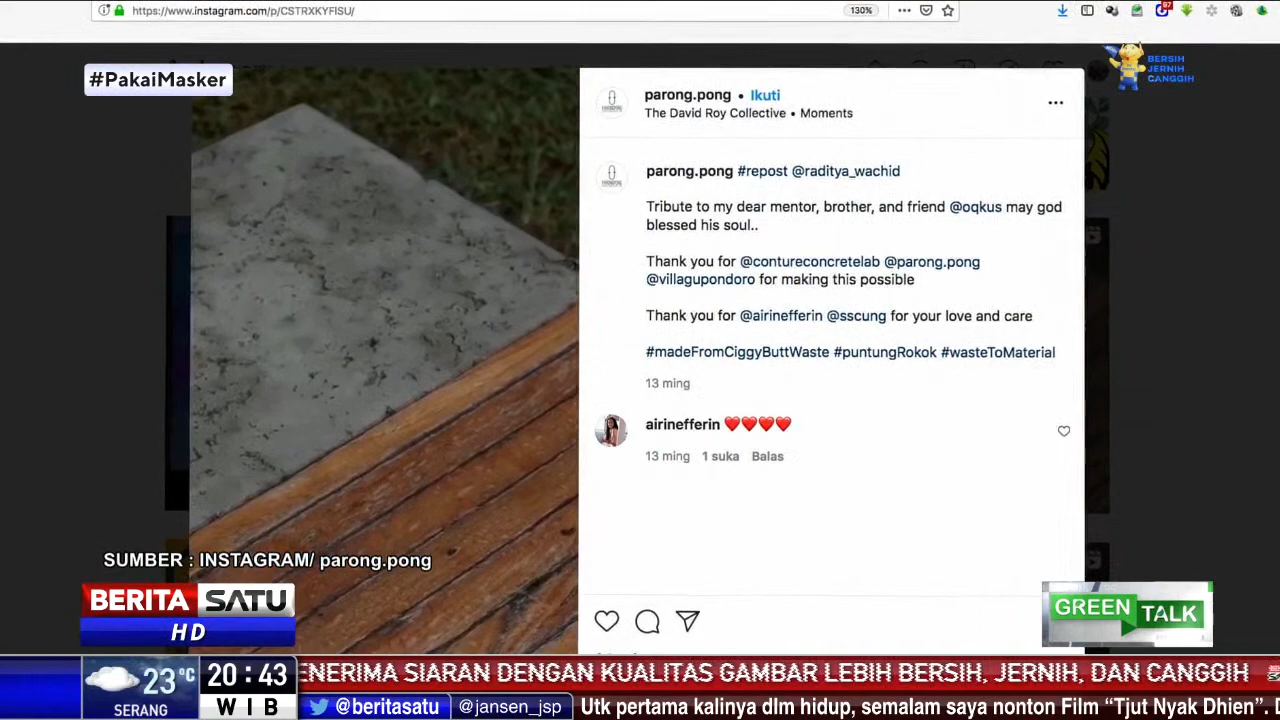 https://www.instagram.com/p/CSTRXKYFISU/
130%
97
#PakaiMasker
BERSIH
JERNIH
CANGGIH
parong.pong • Ikuti
The David Roy Collective • Moments
parong.pong #repost @raditya_wachid
Tribute to my dear mentor, brother, and friend @oqkus may god
blessed his soul..
Thank you for @contureconcretelab @parong.pong
@villagupondoro for making this possible
Thank you for @airinefferin @sscung for your love and care
#madeFromCiggyButtWaste #puntungRokok #wasteToMaterial
13 ming
airinefferin ❤️❤️❤️❤️
13 ming 1 suka Balas
SUMBER : INSTAGRAM/ parong.pong
BERITA SATU
HD
GREEN TALK
23°C
SERANG
20:43
WIB
ENERIMA SIARAN DENGAN KUALITAS GAMBAR LEBIH BERSIH, JERNIH, DAN CANGGIH
@beritasatu
@jansen_jsp
Utk pertama kalinya dlm hidup, semalam saya nonton Film “Tjut Nyak Dhien”.